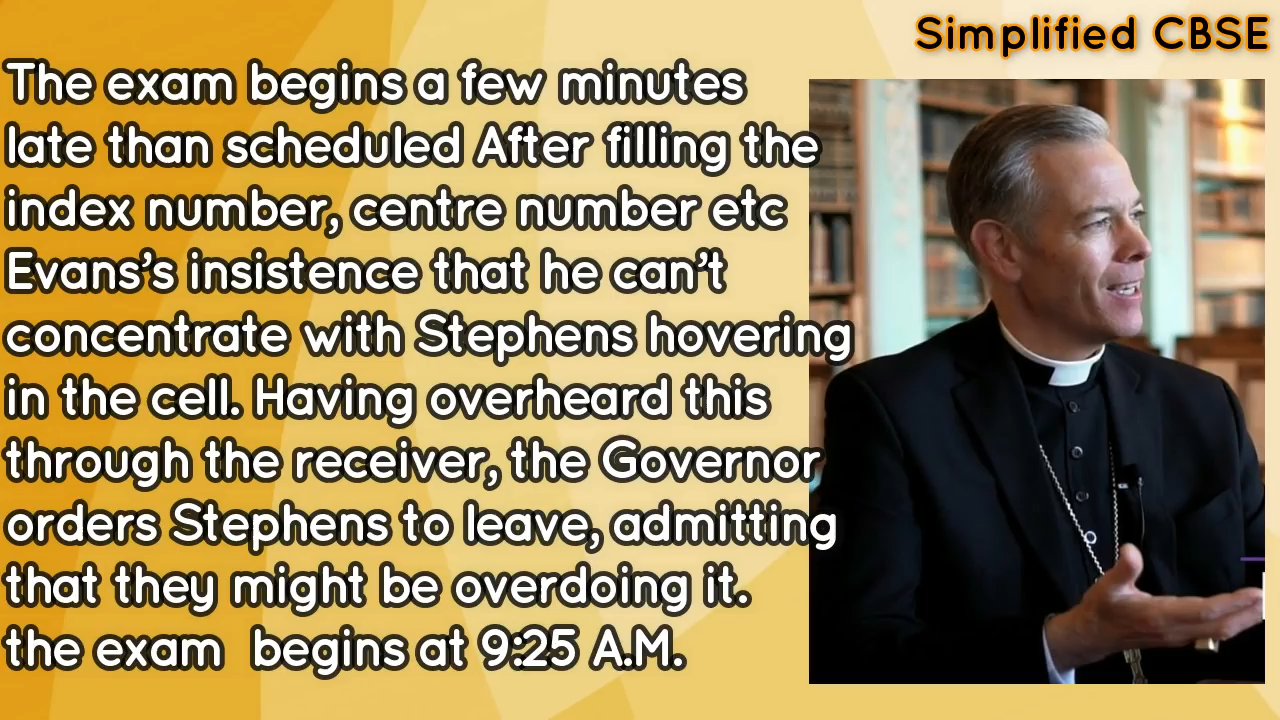 Simplified CBSE
The exam begins a few minutes
late than scheduled After filling the
index number, centre number etc
Evans’s insistence that he can’t
concentrate with Stephens hovering
in the cell. Having overheard this
through the receiver, the Governor
orders Stephens to leave, admitting
that they might be overdoing it.
the exam  begins at 9:25 A.M.